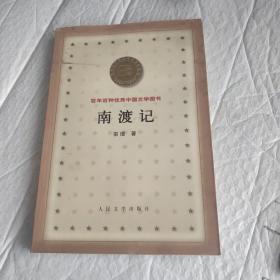 百年百种优秀中国文学图书
南渡记
宗璞 著
人民文学出版社